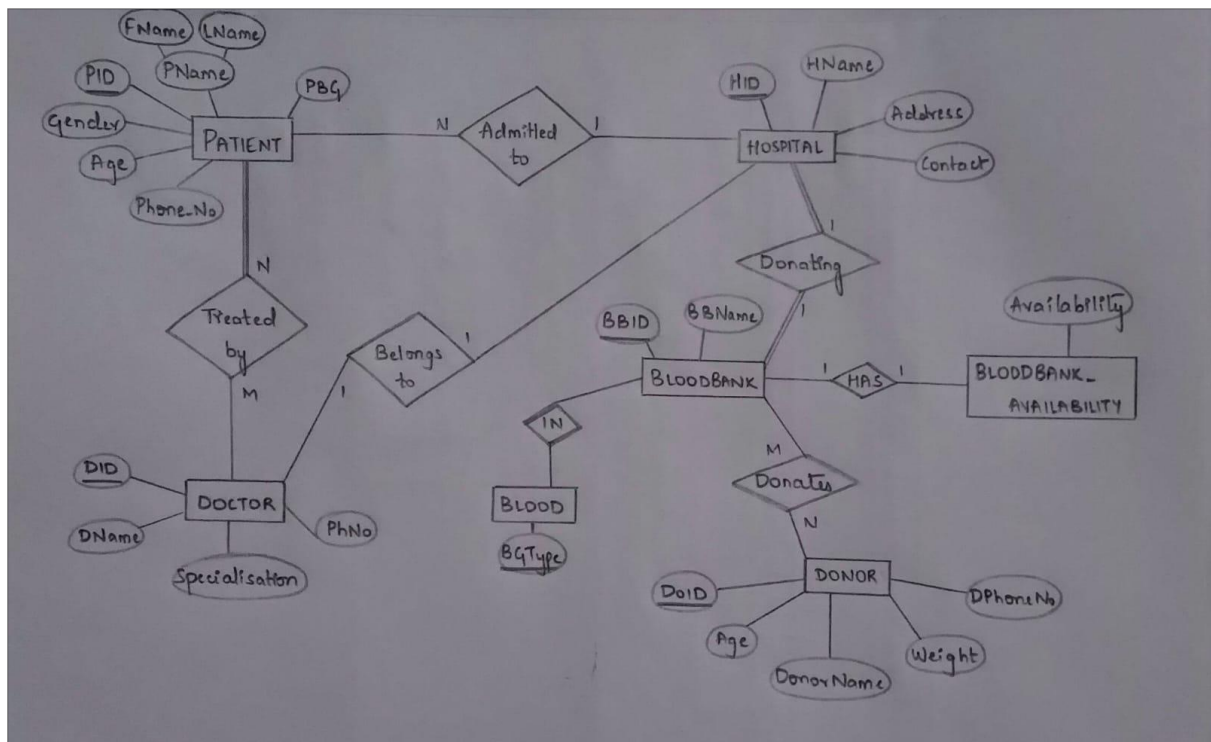 FName
LName
PID
PName
PBG
Gender
PATIENT
Age
Phone_No
N
Admitted
to
1
HID
HName
Address
HOSPITAL
Contact
N
Treated
by
M
1
Donating
1
Belongs
to
1
1
BBID
BBName
BLOODBANK
1
HAS
1
Availability
BLODDBANK_
AVAILABILITY
IN
BLOOD
BGType
M
Donates
N
DID
DOCTOR
DName
PhNo
Specialisation
DoID
DONOR
DPhoneNo
Age
Weight
DonorName